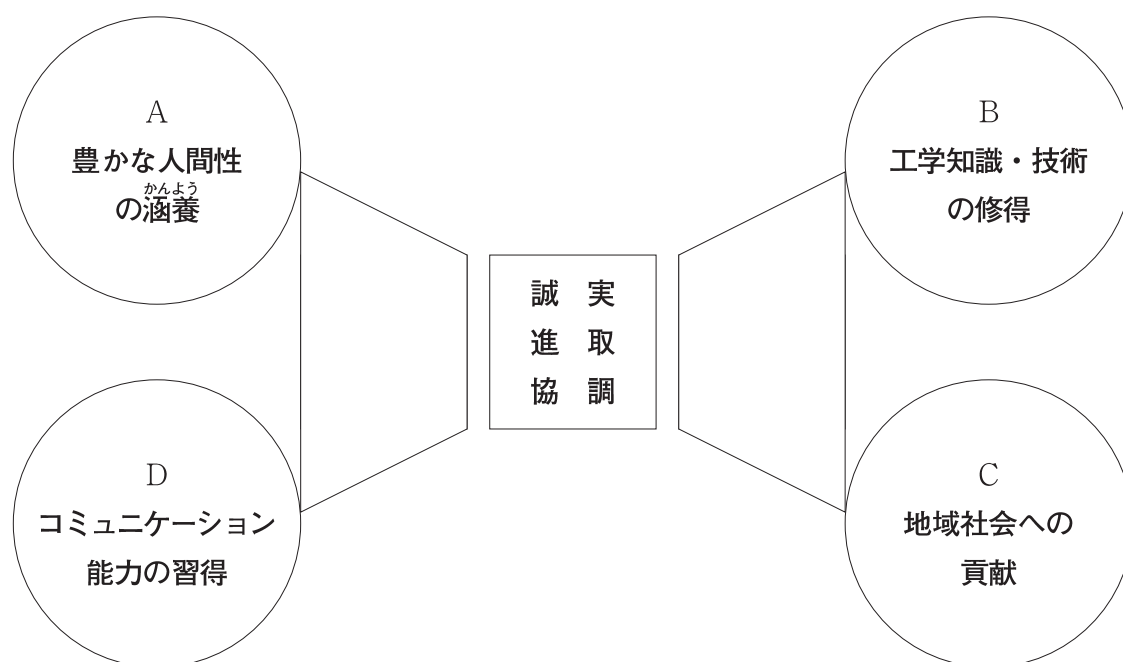 A
豊かな人間性
の涵養
かんよう
B
工学知識・技術
の修得
誠 実
進 取
協 調
D
コミュニケーション
能力の習得
C
地域社会への
貢献